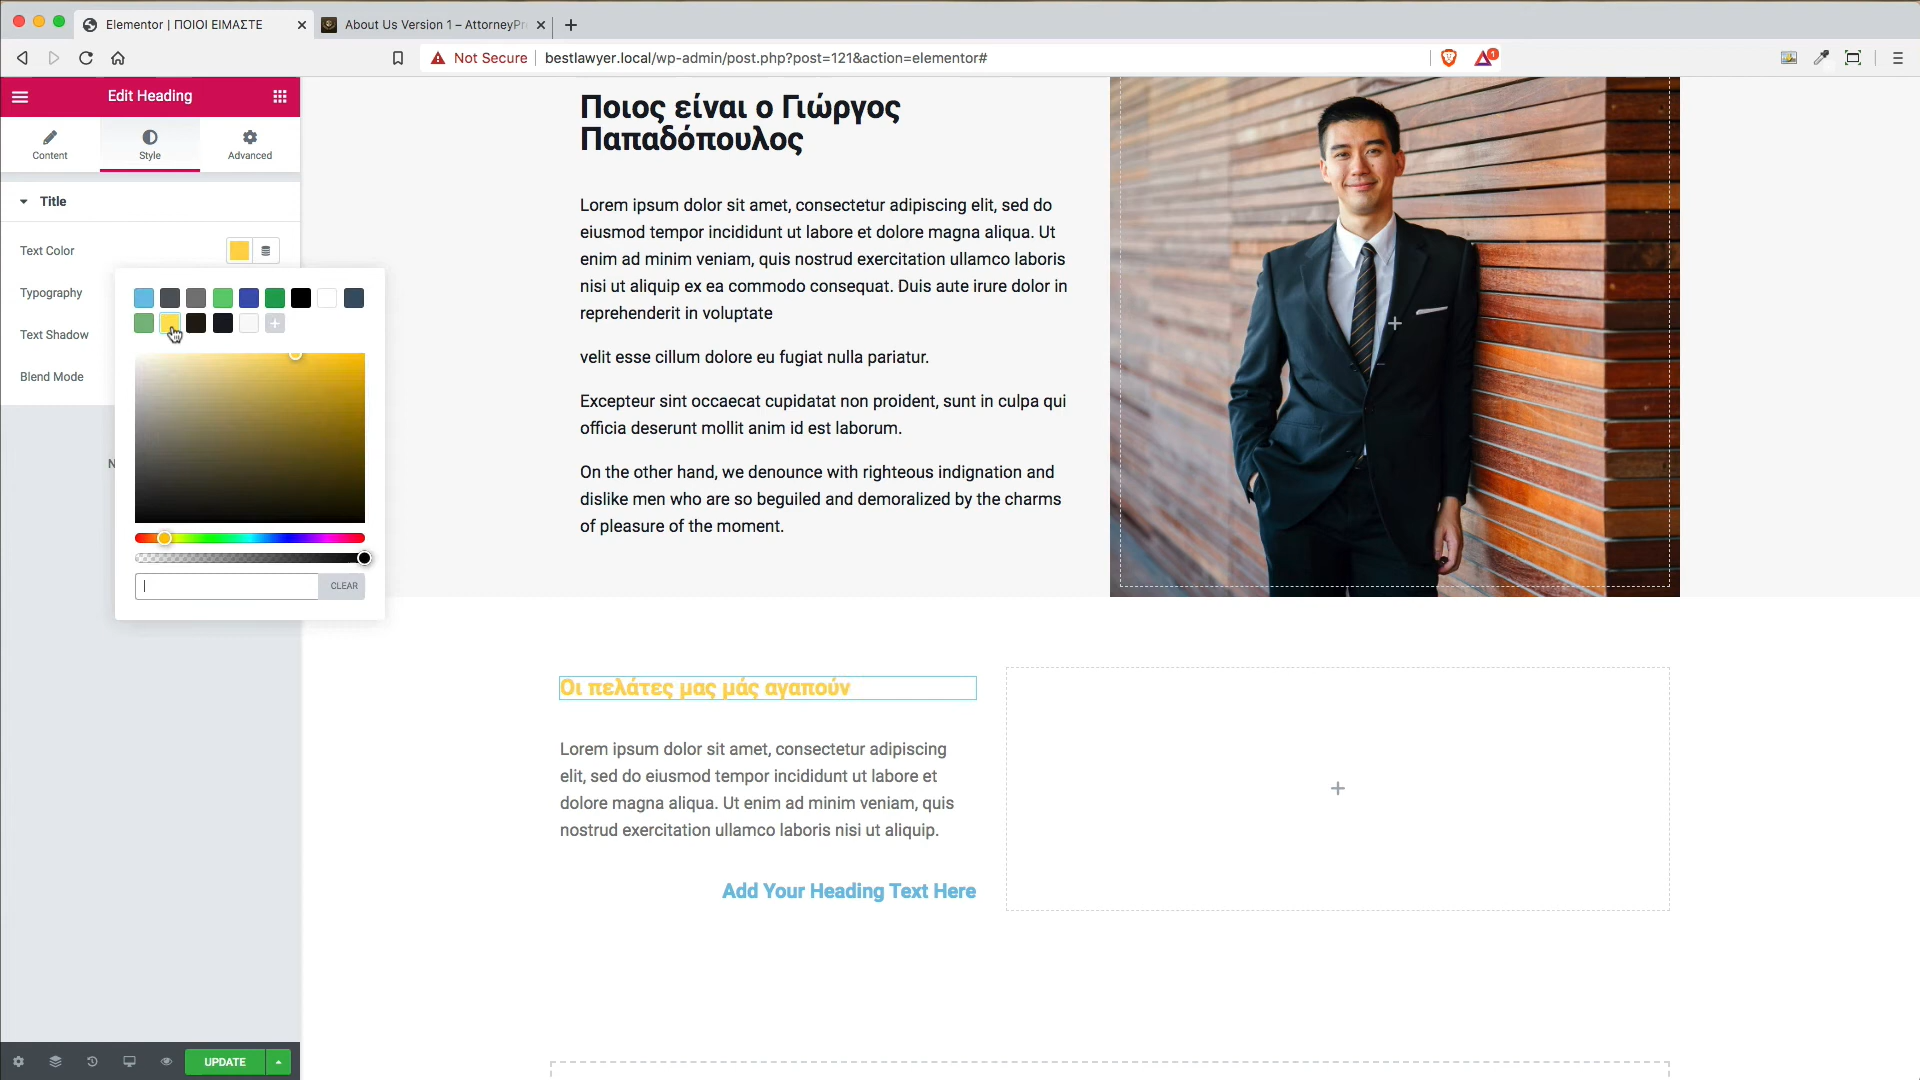 Elementor | ΠΟΙΟΙ ΕΙΜΑΣΤΕ
About Us Version 1 – AttorneyPr
Not Secure
bestlawyer.local/wp-admin/post.php?post=121&action=elementor#
1
Edit Heading
Content
Style
Advanced
Title
Text Color
Typography
Text Shadow
Blend Mode
N
CLEAR
UPDATE
Ποιος είναι ο Γιώργος
Παπαδόπουλος
Lorem ipsum dolor sit amet, consectetur adipiscing elit, sed do
eiusmod tempor incididunt ut labore et dolore magna aliqua. Ut
enim ad minim veniam, quis nostrud exercitation ullamco laboris
nisi ut aliquip ex ea commodo consequat. Duis aute irure dolor in
reprehenderit in voluptate
velit esse cillum dolore eu fugiat nulla pariatur.
Excepteur sint occaecat cupidatat non proident, sunt in culpa qui
officia deserunt mollit anim id est laborum.
On the other hand, we denounce with righteous indignation and
dislike men who are so beguiled and demoralized by the charms
of pleasure of the moment.
Οι πελάτες μας μάς αγαπούν
Lorem ipsum dolor sit amet, consectetur adipiscing
elit, sed do eiusmod tempor incididunt ut labore et
dolore magna aliqua. Ut enim ad minim veniam, quis
nostrud exercitation ullamco laboris nisi ut aliquip.
Add Your Heading Text Here